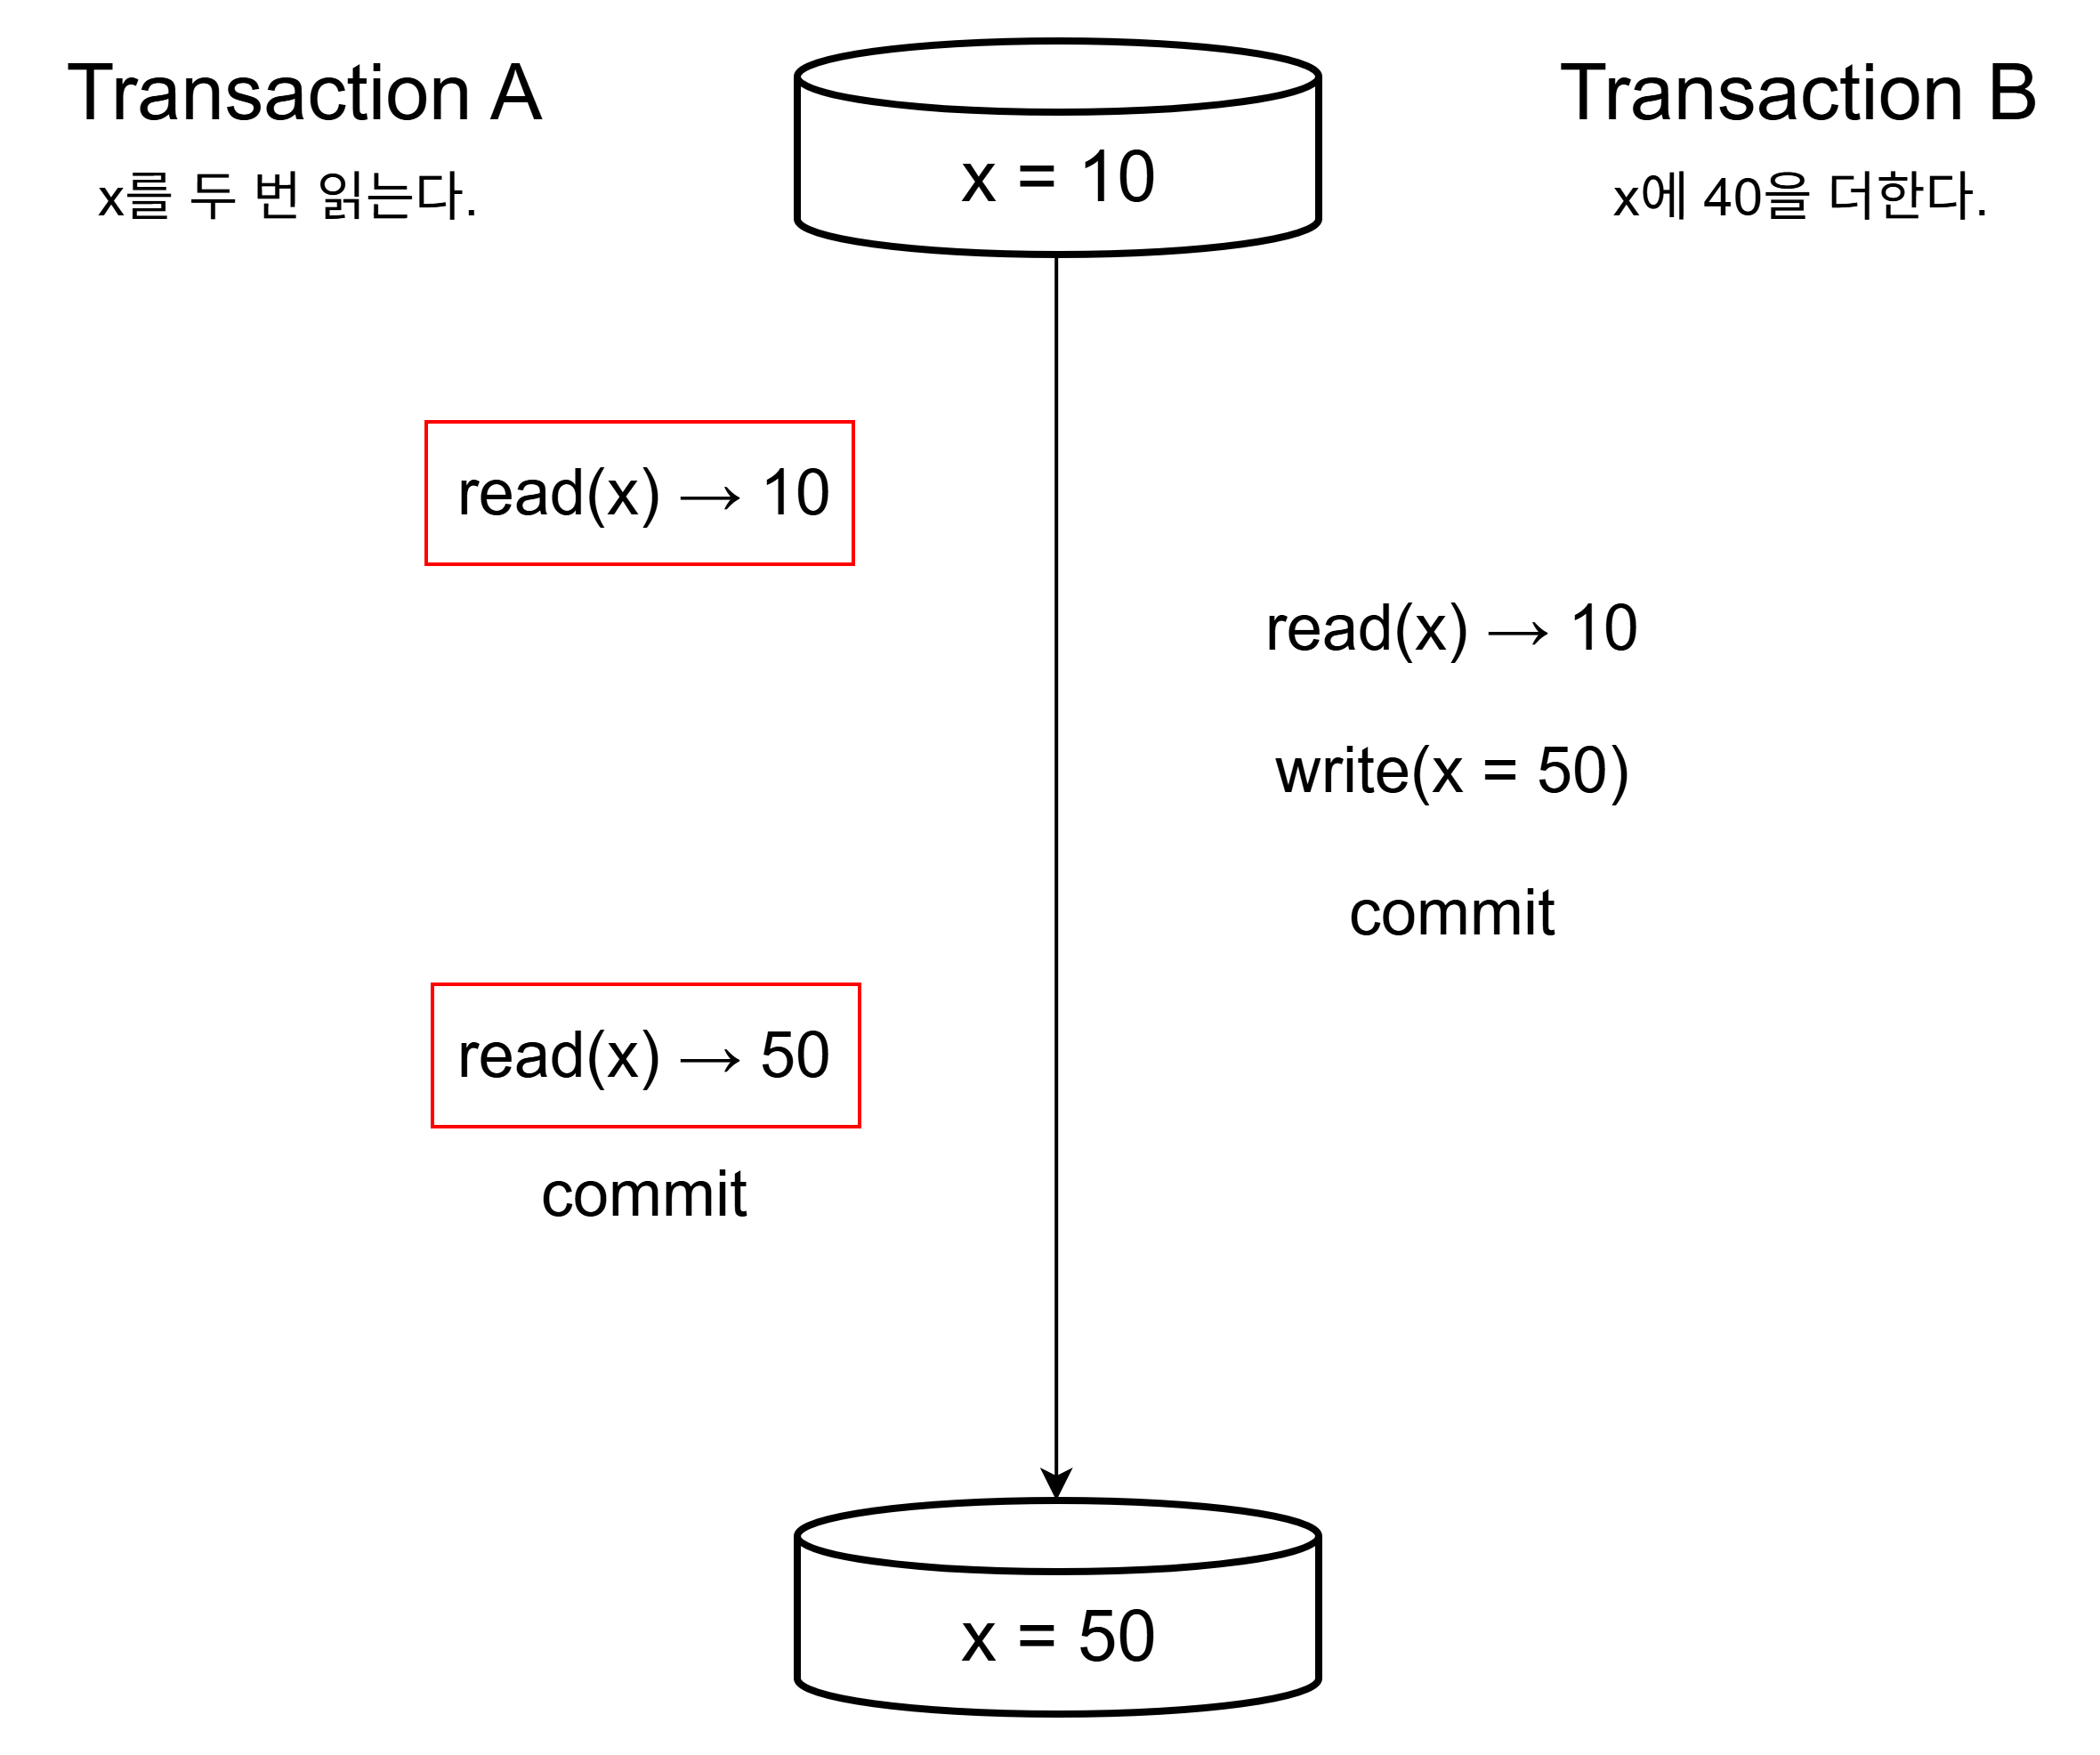 Transaction A
x를 두 번 읽는다.
x = 10
Transaction B
x에 40을 더한다.
read(x) → 10
read(x) → 10
write(x = 50)
commit
read(x) → 50
commit
x = 50